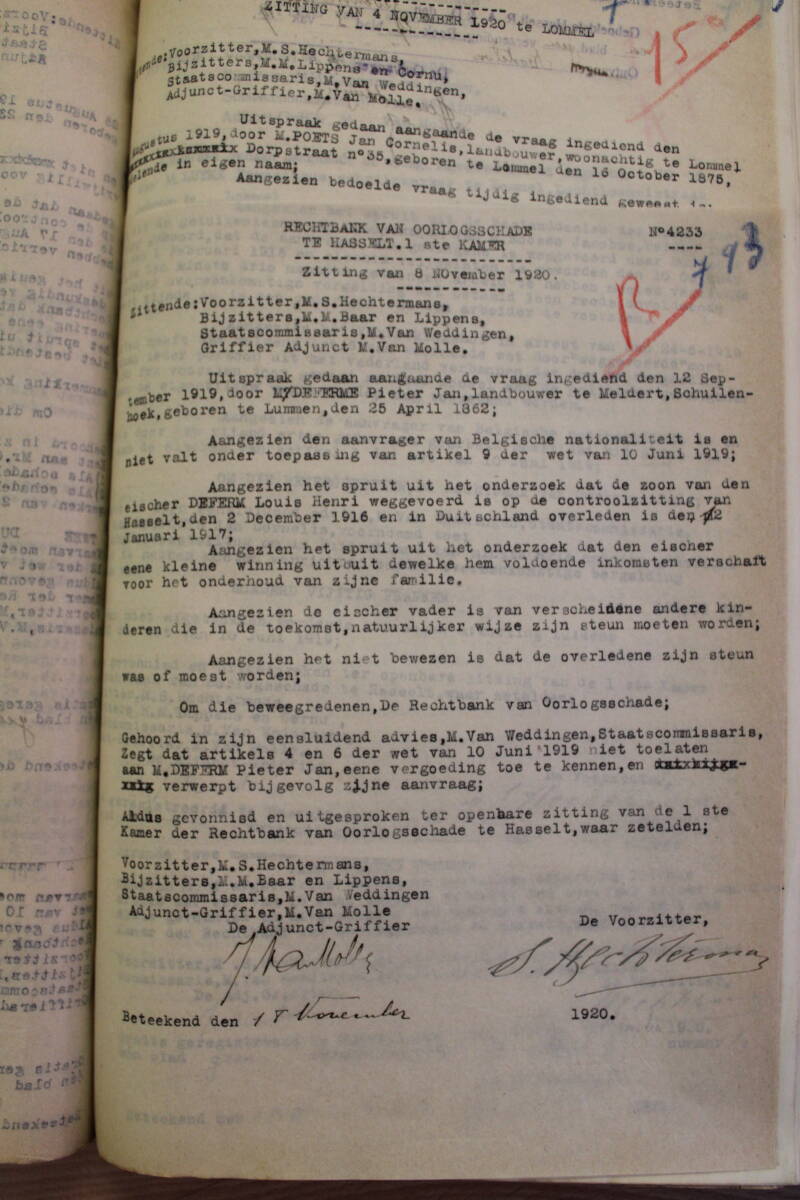 ZITTING VAN 4 NOVEMBER 1920 te LOMMEL
15
Voorzitter,M.S.Hechtermans,
Bijzitters,M.M.Lippens en Cornu,
Staatscommissaris,M.Van Weddingen,
Adjunct-Griffier,M.Van Molle.
Uitspraak gedaan aangaande de vraag ingediend den
1919,door M.POETS Jan Cornelis,landbouwer,woonachtig te Lommel
Dorpstraat n°35,geboren te Lommel den 16 October 1875,
in eigen naam;
Aangezien bedoelde vraag tijdig ingediend geweest
RECHTBANK VAN OORLOGSSCHADE
N°4233
TE HASSELT.1 ste KAMER
Zitting van 8 NOvember 1920.
Zittende:Voorzitter,M.S.Hechtermans,
Bijzitters,M.M.Baar en Lippens,
Staatscommissaris,M.Van Weddingen,
Griffier Adjunct M.Van Molle.
Uitspraak gedaan aangaande de vraag ingediend den 12 Sep-
tember 1919,door M/DEFERME Pieter Jan,landbouwer te Meldert,Schuilen-
hoek,geboren te Lummen,den 25 April 1862;
Aangezien den aanvrager van Belgische nationaliteit is en
niet valt onder toepassing van artikel 9 der wet van 10 Juni 1919;
Aangezien het spruit uit het onderzoek dat de zoon van den
eischer DEFERM Louis Henri weggevoerd is op de controolzitting van
Hasselt,den 2 December 1916 en in Duitschland overleden is den 12
Januari 1917;
Aangezien het spruit uit het onderzoek dat den eischer
eene kleine winning uitbuit dewelke hem voldoende inkomsten verschaft
voor het onderhoud van zijne familie.
Aangezien de eischer vader is van verscheidene andere kin-
deren die in de toekomst,natuurlijker wijze zijn steun moeten worden;
Aangezien het niet bewezen is dat de overledene zijn steun
was of moest worden;
Om die beweegredenen,De Rechtbank van Oorlogsschade;
Gehoord in zijn eensluidend advies,M.Van Weddingen,Staatscommissaris,
Zegt dat artikels 4 en 6 der wet van 10 Juni 1919 niet toelaten
aan M.DEFERM Pieter Jan,eene vergoeding toe te kennen,en
verwerpt bijgevolg zijne aanvraag;
Aldus gevonnisd en uitgesproken ter openbare zitting van de 1 ste
Kamer der Rechtbank van Oorlogsschade te Hasselt,waar zetelden;
Voorzitter,M.S.Hechtermans,
Bijzitters,M.M.Baar en Lippens,
Staatscommissaris,M.Van Weddingen
Adjunct-Griffier,M.Van Molle
De Adjunct-Griffier
De Voorzitter,
J. Van Molle
S. Hechtermans
Beteekend den 18 November 1920.